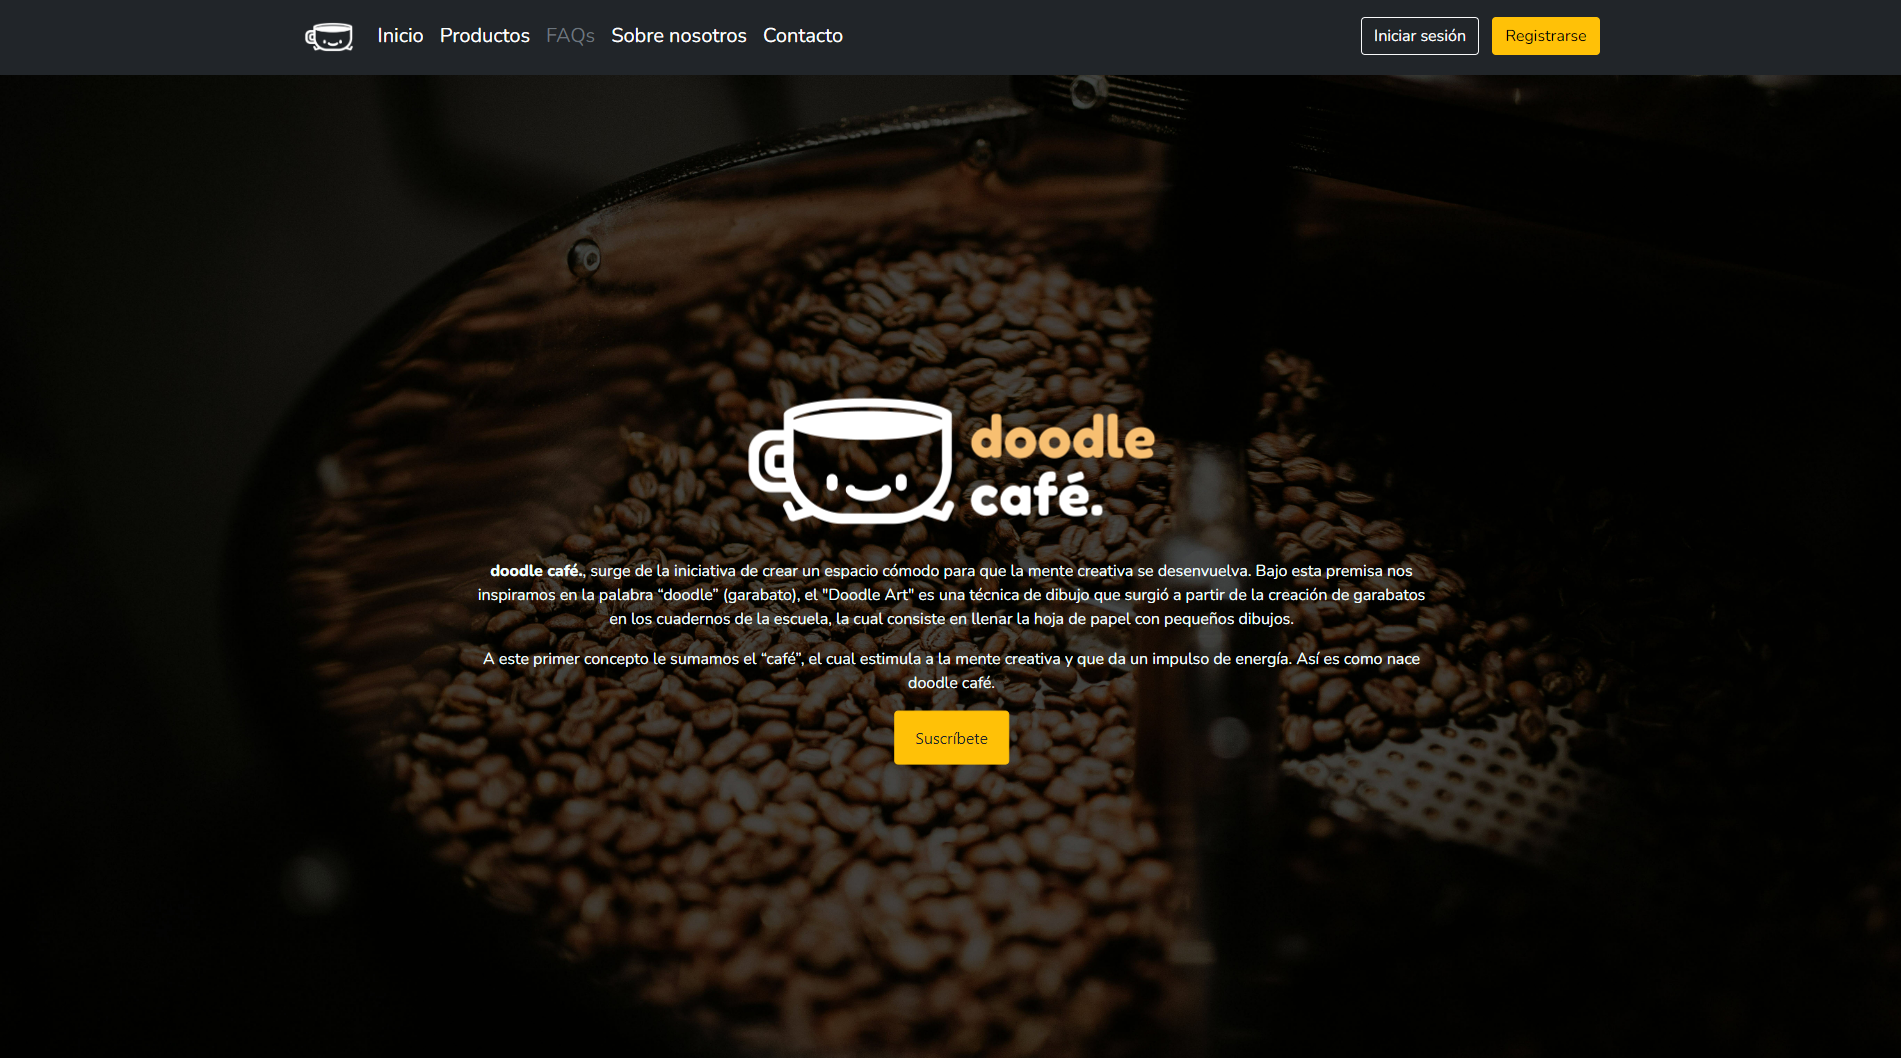 Inicio Productos FAQs Sobre nosotros Contacto Iniciar sesión Registrarse
doodle
café.
doodle café., surge de la iniciativa de crear un espacio cómodo para que la mente creativa se desenvuelva. Bajo esta premisa nos
inspiramos en la palabra “doodle” (garabato), el "Doodle Art" es una técnica de dibujo que surgió a partir de la creación de garabatos
en los cuadernos de la escuela, la cual consiste en llenar la hoja de papel con pequeños dibujos.
A este primer concepto le sumamos el “café”, el cual estimula a la mente creativa y que da un impulso de energía. Así es como nace
doodle café.
Suscríbete